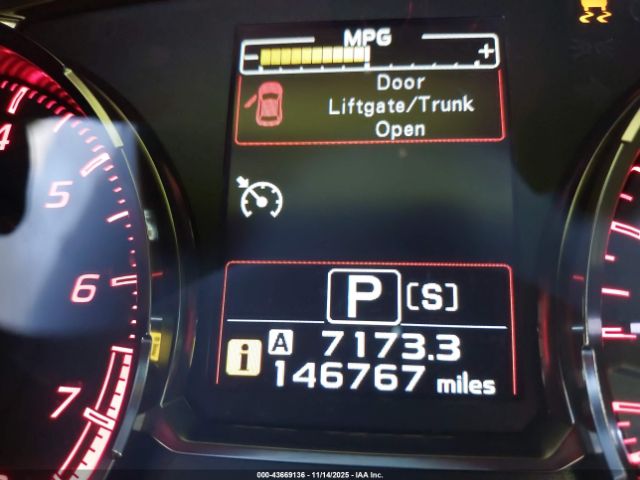 MPG
- +
Door
Liftgate/Trunk
Open
4
5
6
7
P [S]
i A 7173.3
146767 miles
000-43669136 - 11/14/2025 - IAA Inc.